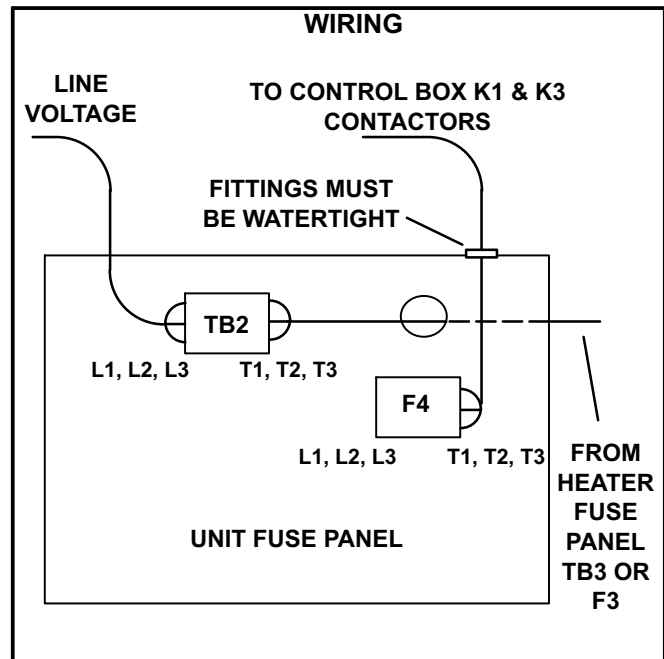 WIRING
LINE
VOLTAGE
TO CONTROL BOX K1 & K3
CONTACTORS
FITTINGS MUST
BE WATERTIGHT
TB2
L1, L2, L3
T1, T2, T3
F4
L1, L2, L3
T1, T2, T3
UNIT FUSE PANEL
FROM
HEATER
FUSE
PANEL
TB3 OR
F3